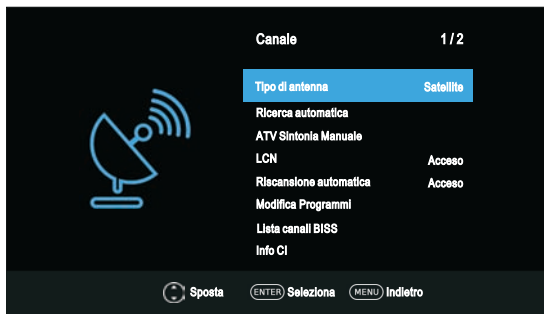 Canale 1 / 2
Tipo di antenna Satellite
Ricerca automatica
ATV Sintonia Manuale
LCN Acceso
Riscansione automatica Acceso
Modifica Programmi
Lista canali BISS
Info CI
Sposta ENTER Seleziona MENU Indietro